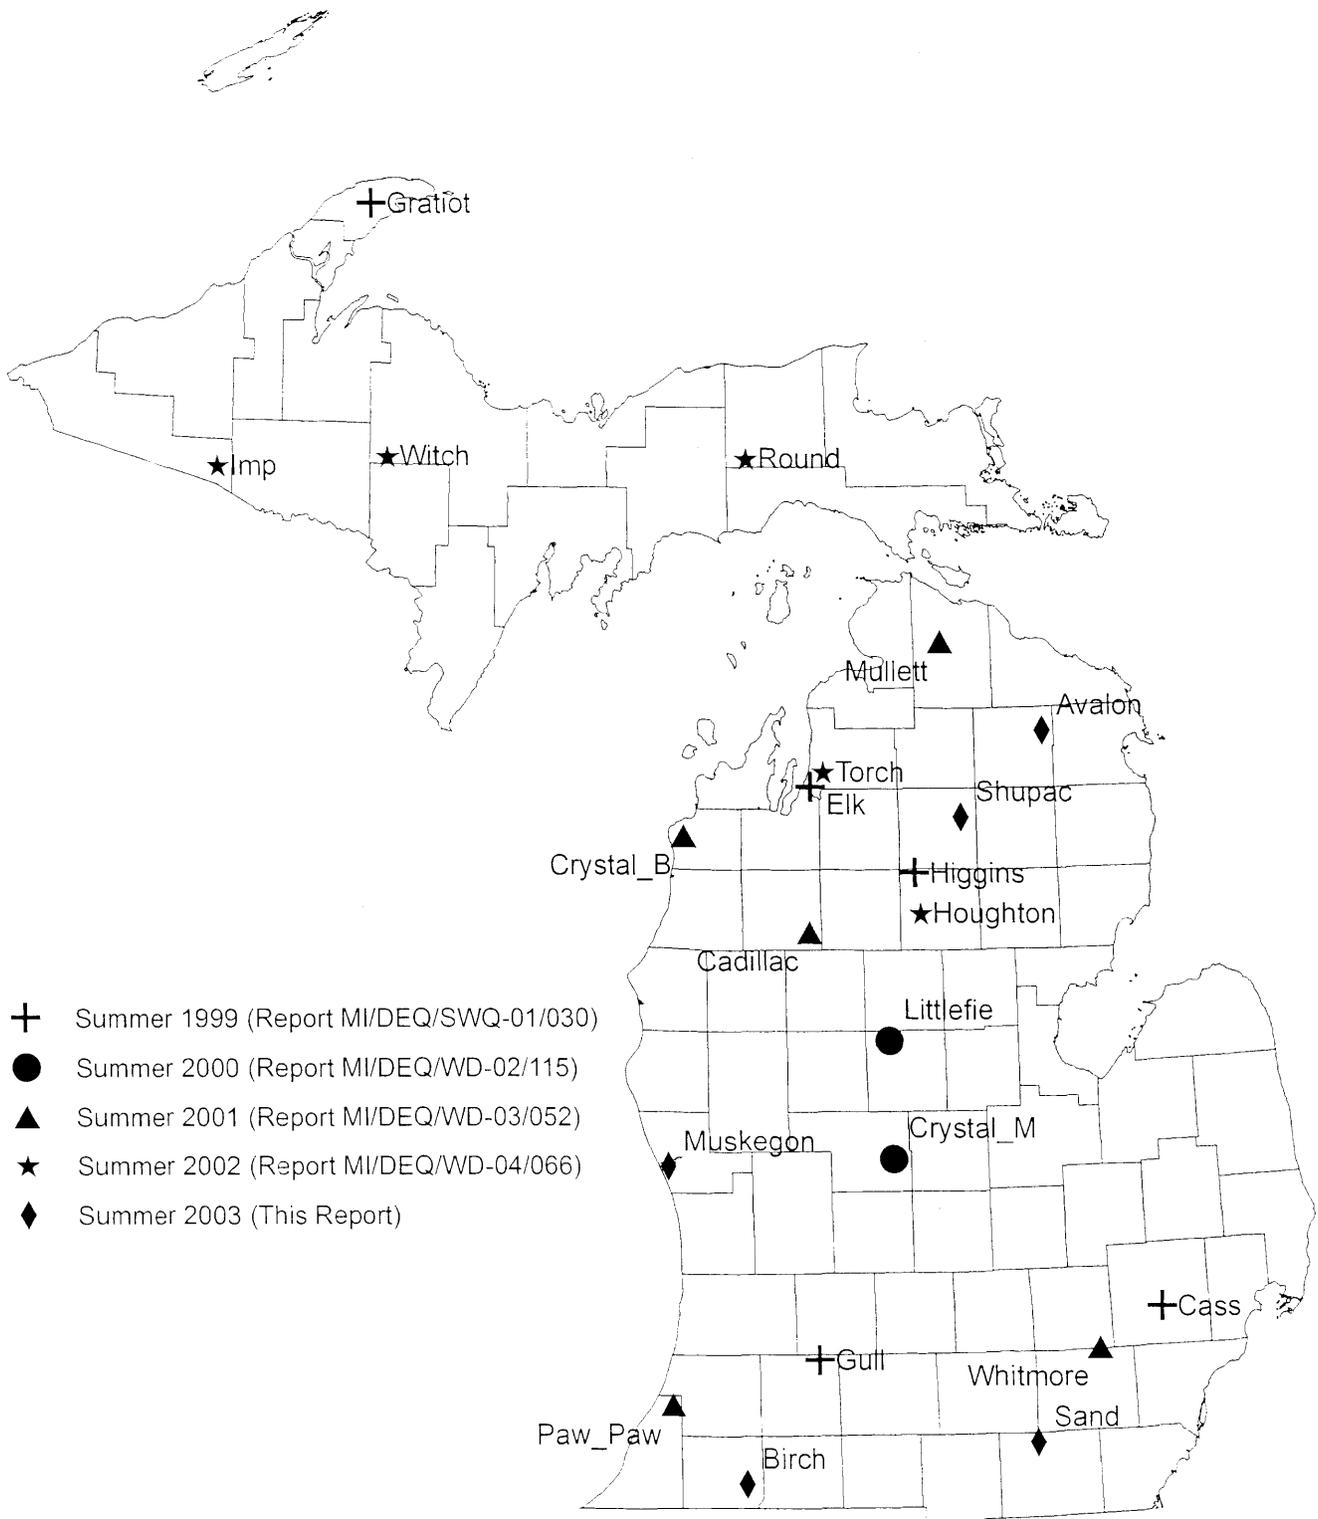 Gratiot
Imp
Witch
Round
Mullett
Avalon
Torch
Elk
Shupac
Crystal_B
Higgins
Houghton
Cadillac
Littlefie
Crystal_M
Muskegon
Cass
Gull
Whitmore
Sand
Paw_Paw
Birch
Summer 1999 (Report MI/DEQ/SWQ-01/030)
Summer 2000 (Report MI/DEQ/WD-02/115)
Summer 2001 (Report MI/DEQ/WD-03/052)
Summer 2002 (Report MI/DEQ/WD-04/066)
Summer 2003 (This Report)